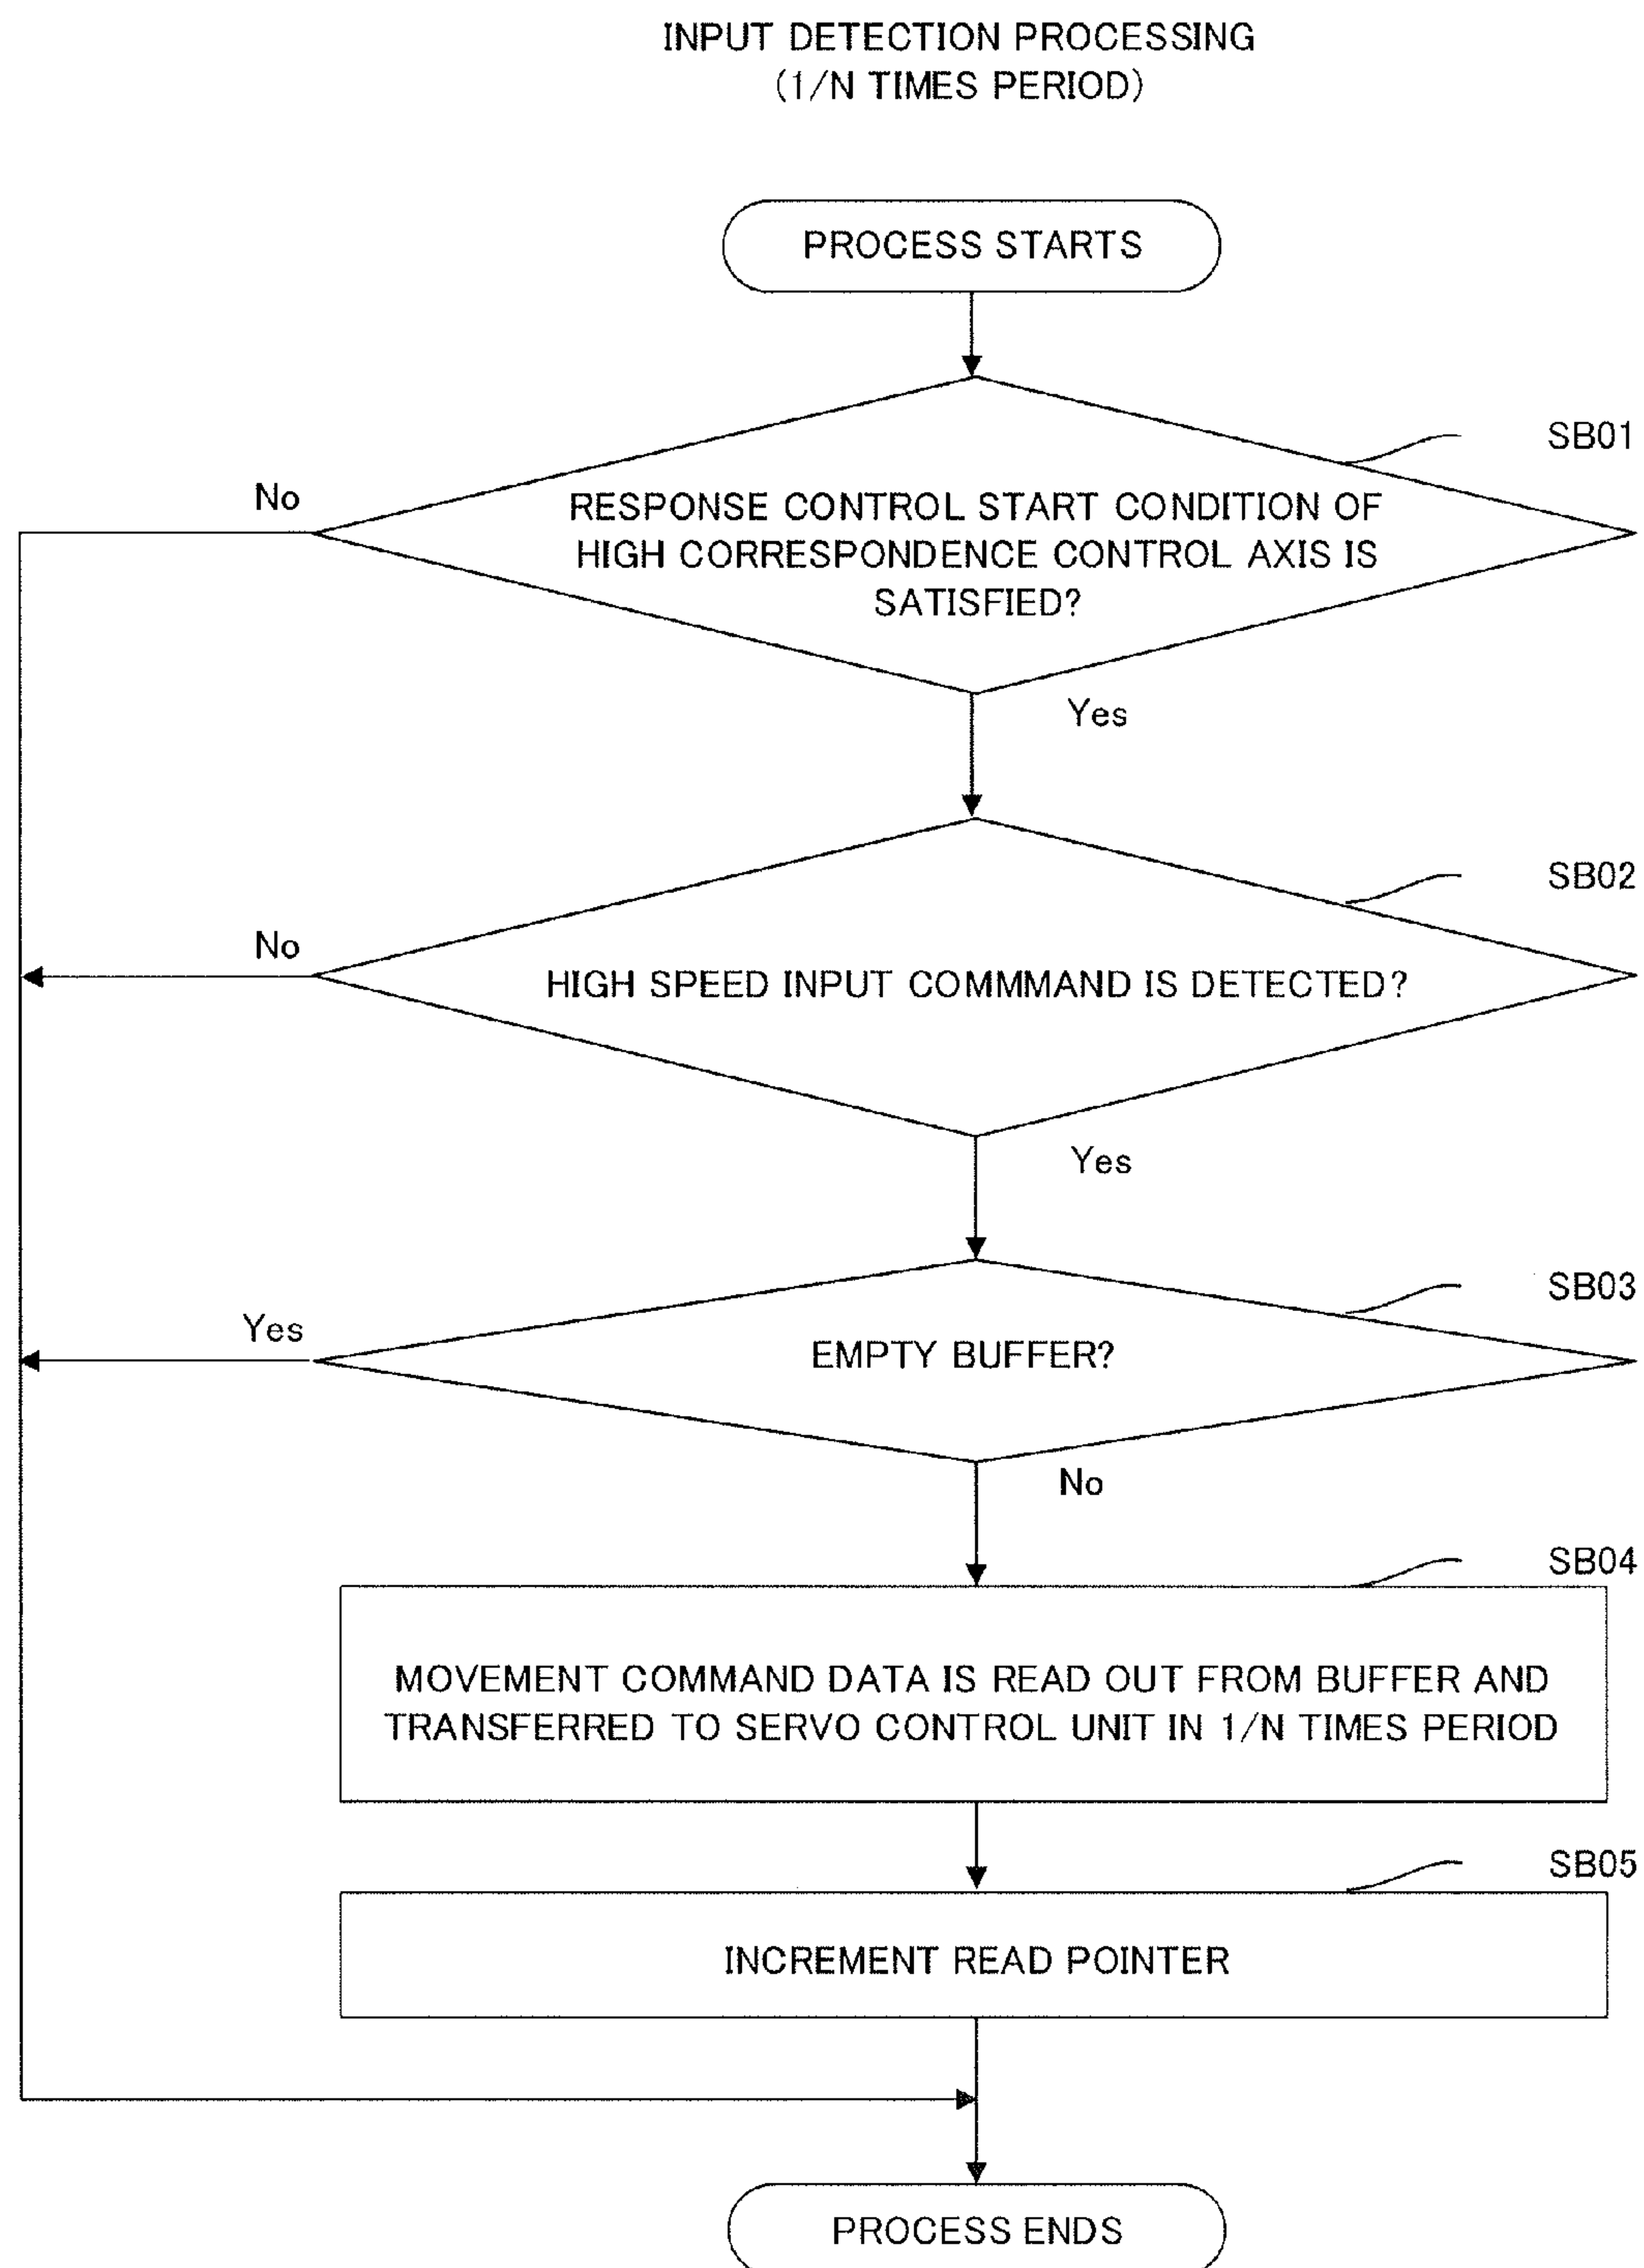 INPUT DETECTION PROCESSING
(1/N TIMES PERIOD)
PROCESS STARTS
SB01
No
RESPONSE CONTROL START CONDITION OF
HIGH CORRESPONDENCE CONTROL AXIS IS
SATISFIED?
Yes
SB02
No
HIGH SPEED INPUT COMMMAND IS DETECTED?
Yes
SB03
Yes
EMPTY BUFFER?
No
SB04
MOVEMENT COMMAND DATA IS READ OUT FROM BUFFER AND
TRANSFERRED TO SERVO CONTROL UNIT IN 1/N TIMES PERIOD
SB05
INCREMENT READ POINTER
PROCESS ENDS